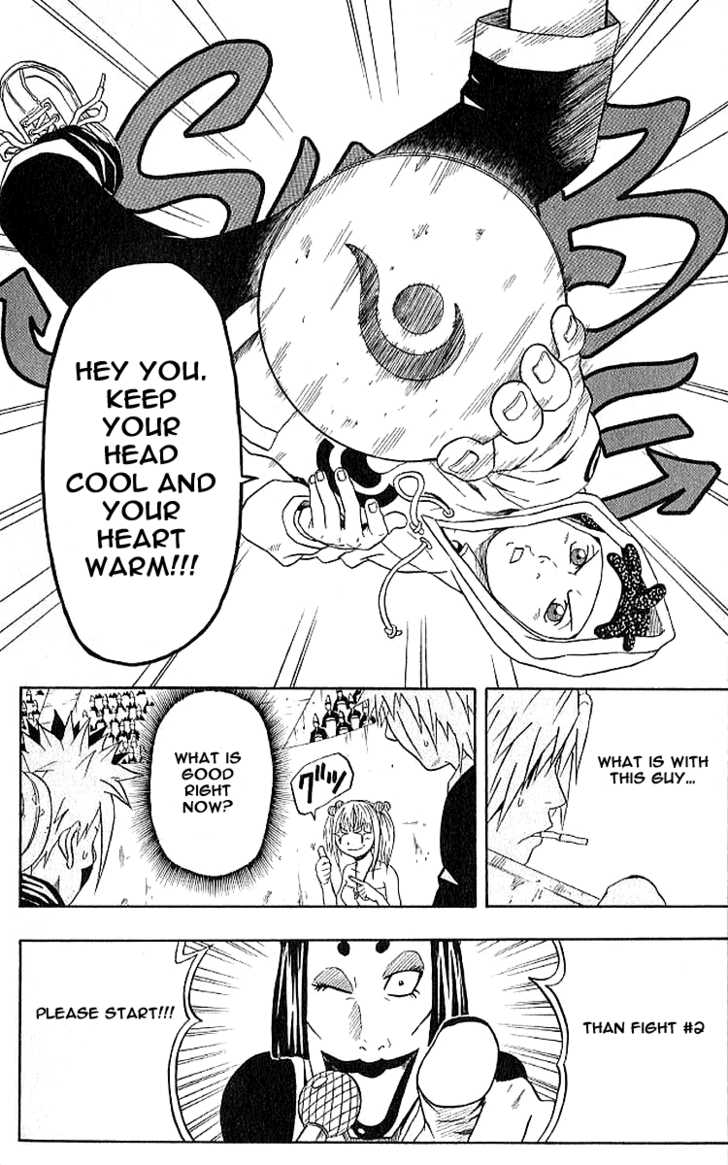 HEY YOU,
KEEP
YOUR
HEAD
COOL AND
YOUR
HEART
WARM!!!
WHAT IS WITH
THIS GUY...
WHAT IS
GOOD
RIGHT
NOW?
グッ
THAN FIGHT #2
PLEASE START!!!